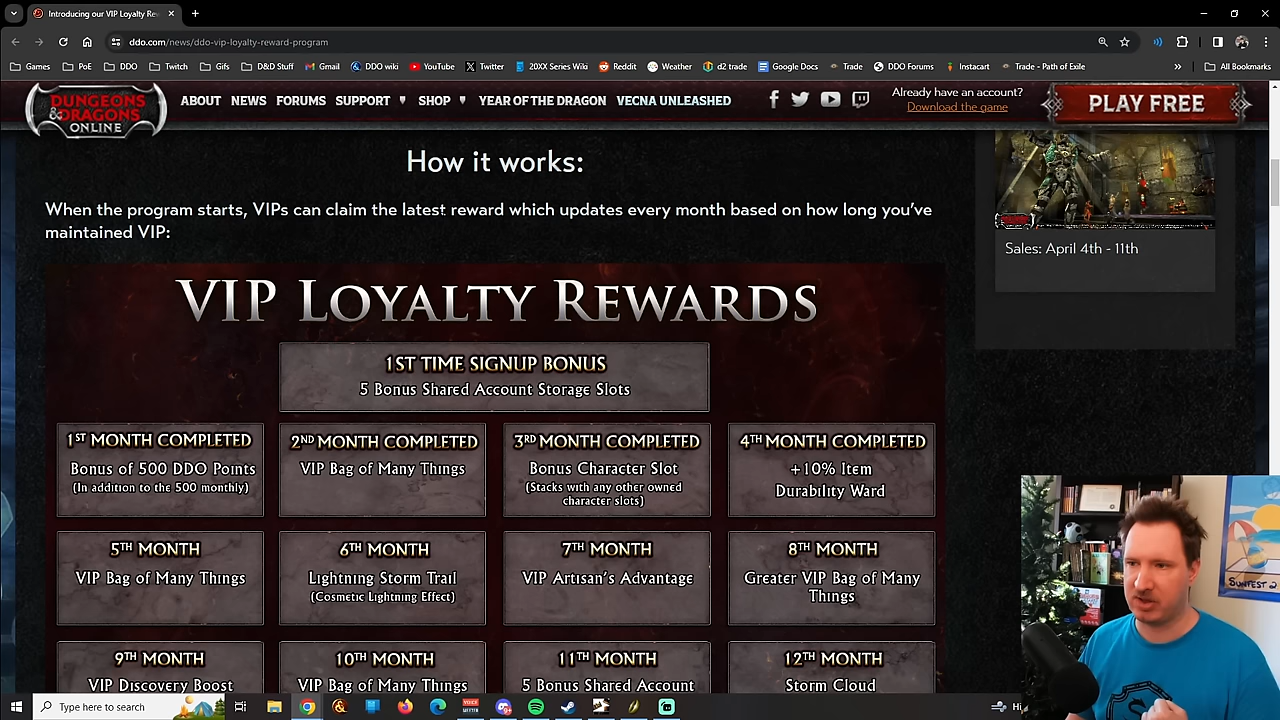 Introducing our VIP Loyalty Re
ddo.com/news/ddo-vip-loyalty-reward-program
Games PoE DDO Twitch Gifs D&D Stuff Gmail DDO wiki YouTube Twitter 20XX Series Wiki Reddit Weather d2 trade Google Docs Trade DDO Forums Instacart Trade - Path of Exile » All Bookmarks
DUNGEONS & DRAGONS ONLINE
ABOUT NEWS FORUMS SUPPORT SHOP YEAR OF THE DRAGON VECNA UNLEASHED
Already have an account?
Download the game
PLAY FREE
How it works:
When the program starts, VIPs can claim the latest reward which updates every month based on how long you've
maintained VIP:
Sales: April 4th - 11th
VIP Loyalty Rewards
1ST TIME SIGNUP BONUS
5 Bonus Shared Account Storage Slots
1ST MONTH COMPLETED
Bonus of 500 DDO Points
(In addition to the 500 monthly)
2ND MONTH COMPLETED
VIP Bag of Many Things
3RD MONTH COMPLETED
Bonus Character Slot
(Stacks with any other owned
character slots)
4TH MONTH COMPLETED
+10% Item
Durability Ward
5TH MONTH
VIP Bag of Many Things
6TH MONTH
Lightning Storm Trail
(Cosmetic Lightning Effect)
7TH MONTH
VIP Artisan's Advantage
8TH MONTH
Greater VIP Bag of Many
Things
9TH MONTH
VIP Discovery Boost
10TH MONTH
VIP Bag of Many Things
11TH MONTH
5 Bonus Shared Account
12TH MONTH
Storm Cloud
SUNFEST 2
Type here to search
Hi